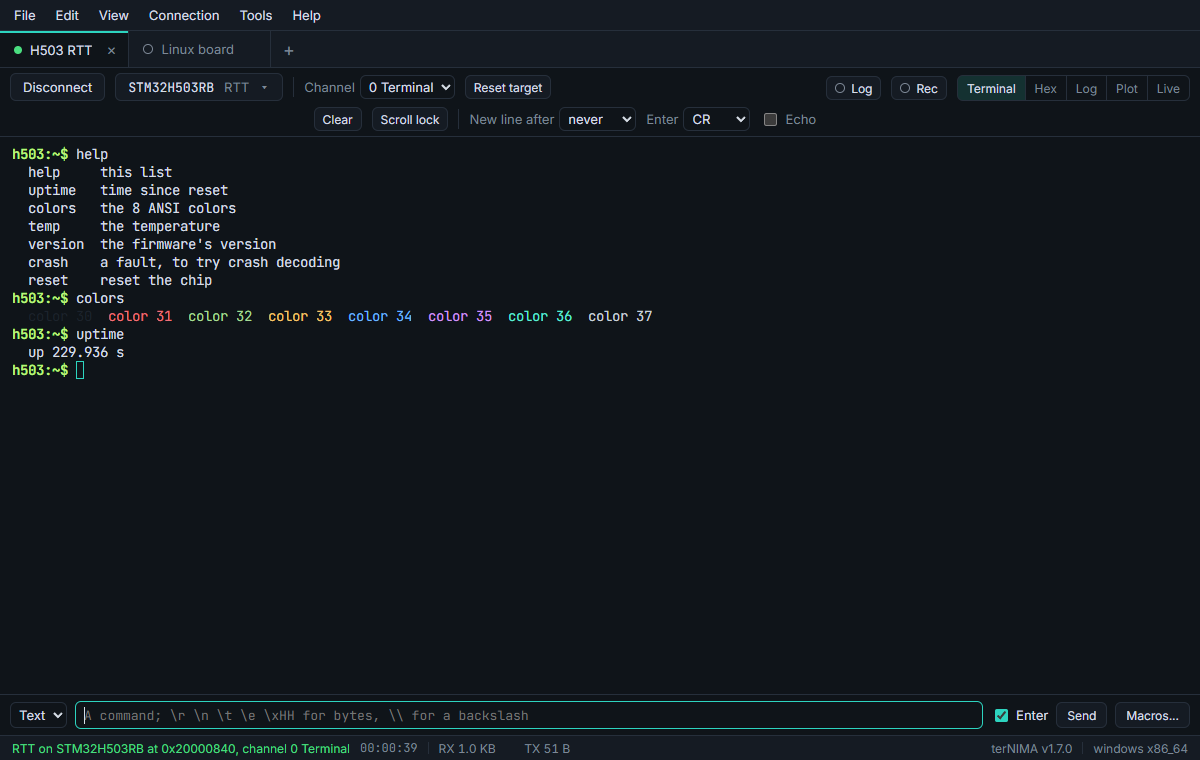 File Edit View Connection Tools Help
H503 RTT × Linux board +
Disconnect STM32H503RB RTT Channel 0 Terminal Reset target Log Rec Terminal Hex Log Plot Live
Clear Scroll lock New line after never Enter CR Echo
h503:~$ help
help this list
uptime time since reset
colors the 8 ANSI colors
temp the temperature
version the firmware's version
crash a fault, to try crash decoding
reset reset the chip
h503:~$ colors
color 30 color 31 color 32 color 33 color 34 color 35 color 36 color 37
h503:~$ uptime
up 229.936 s
h503:~$
Text A command; \r \n \t \e \xHH for bytes, \\ for a backslash Enter Send Macros...
RTT on STM32H503RB at 0x20000840, channel 0 Terminal 00:00:39 RX 1.0 KB TX 51 B terNIMA v1.7.0 windows x86_64